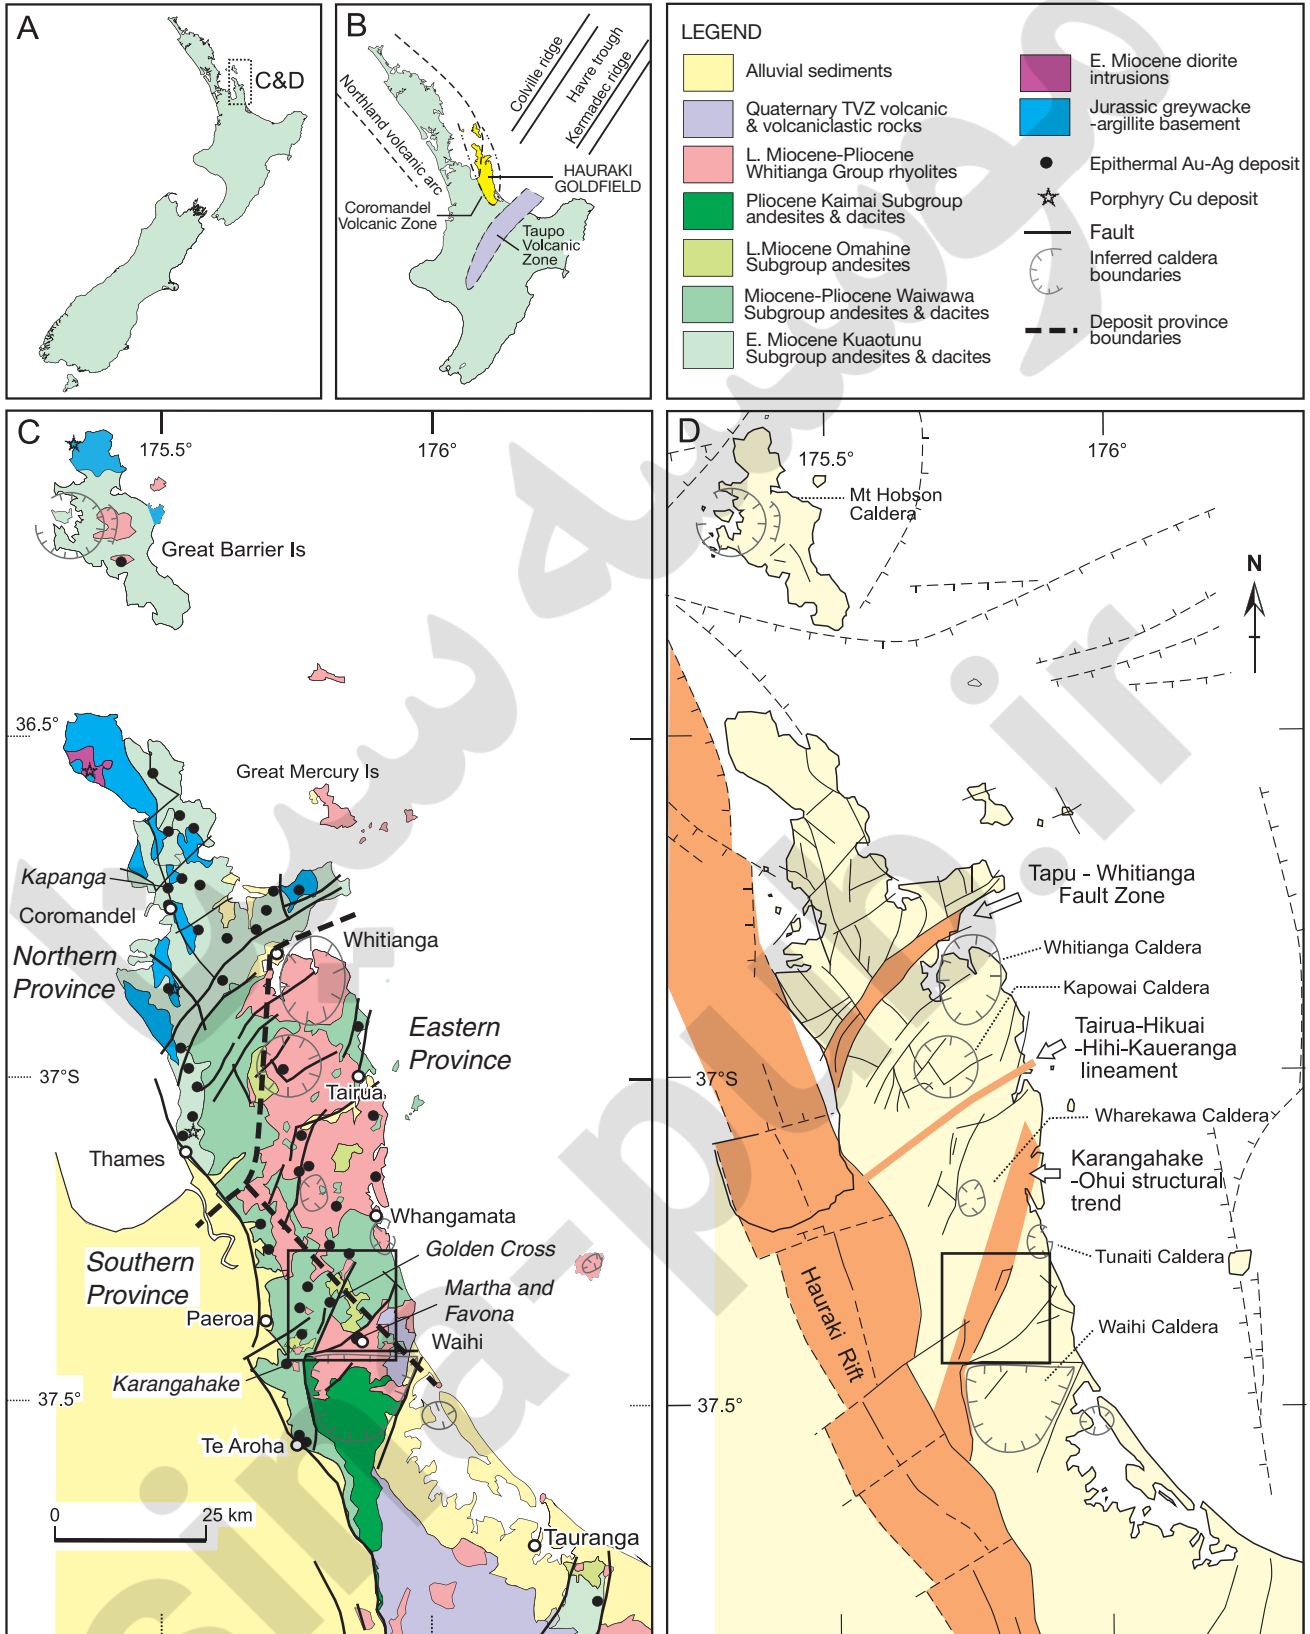 A
C&D
B
Northland volcanic arc
Colville ridge
Havre trough
Kermadec ridge
HAURAKI
GOLDFIELD
Coromandel
Volcanic Zone
Taupo
Volcanic
Zone
LEGEND
Alluvial sediments
Quaternary TVZ volcanic
& volcaniclastic rocks
L. Miocene-Pliocene
Whitianga Group rhyolites
Pliocene Kaimai Subgroup
andesites & dacites
L.Miocene Omahine
Subgroup andesites
Miocene-Pliocene Waiwawa
Subgroup andesites & dacites
E. Miocene Kuaotunu
Subgroup andesites & dacites
E. Miocene diorite
intrusions
Jurassic greywacke
-argillite basement
Epithermal Au-Ag deposit
Porphyry Cu deposit
Fault
Inferred caldera
boundaries
Deposit province
boundaries
C
175.5°
176°
Great Barrier Is
36.5°
Great Mercury Is
Kapanga
Coromandel
Northern
Province
Whitianga
Eastern
Province
37°S
Tairua
Thames
Whangamata
Golden Cross
Southern
Province
Martha and
Favona
Paeroa
Waihi
Karangahake
37.5°
Te Aroha
0
25 km
Tauranga
D
175.5°
176°
Mt Hobson
Caldera
N
Tapu - Whitianga
Fault Zone
Whitianga Caldera
Kapowai Caldera
Tairua-Hikuai
-Hihi-Kaueranga
lineament
37°S
Wharekawa Caldera
Karangahake
-Ohui structural
trend
Tunaiti Caldera
Hauraki Rift
Waihi Caldera
37.5°